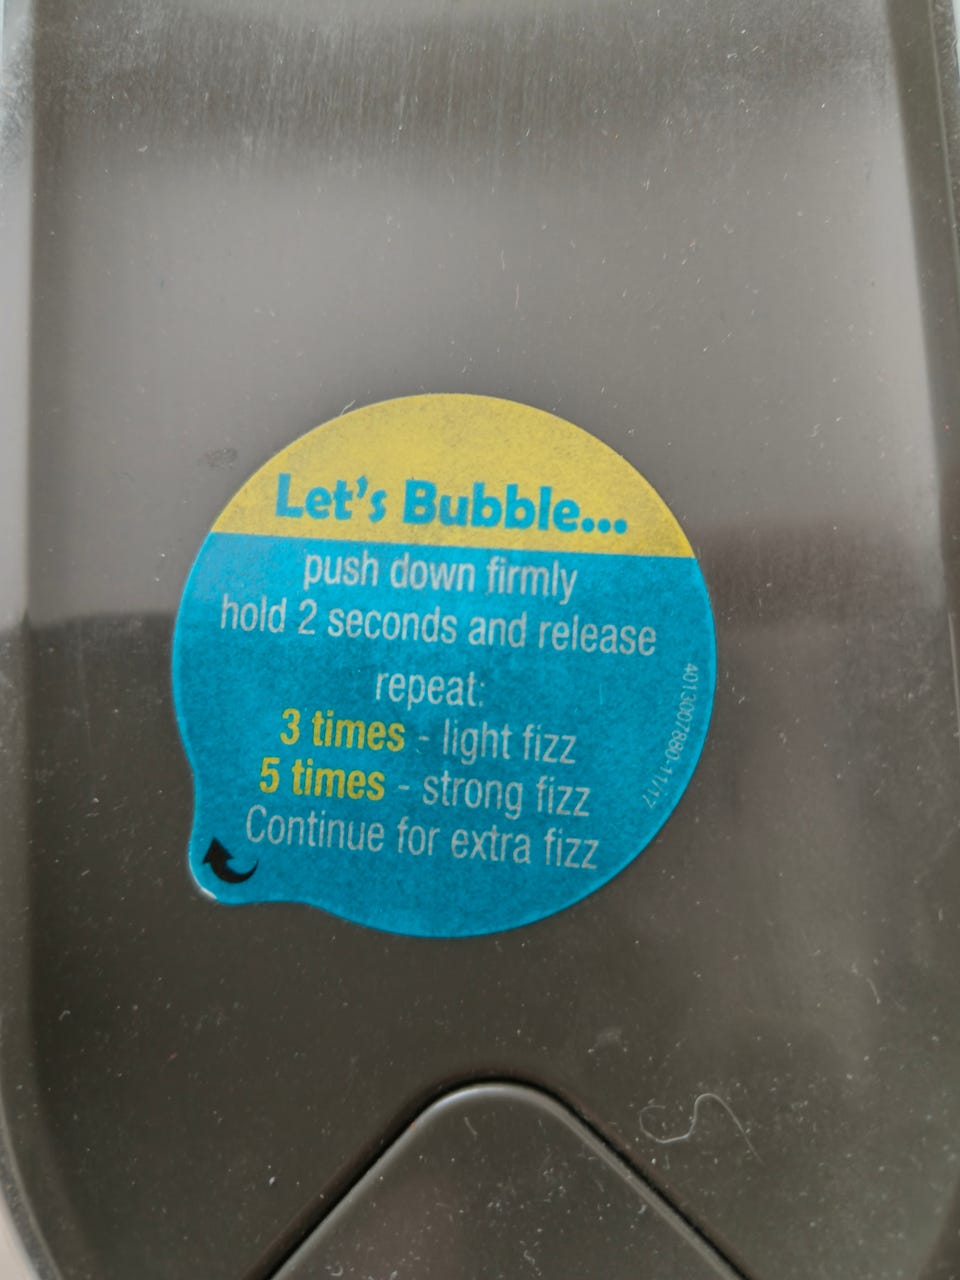 Let's Bubble...
push down firmly
hold 2 seconds and release
repeat:
3 times - light fizz
5 times - strong fizz
Continue for extra fizz
4013007880-11/17